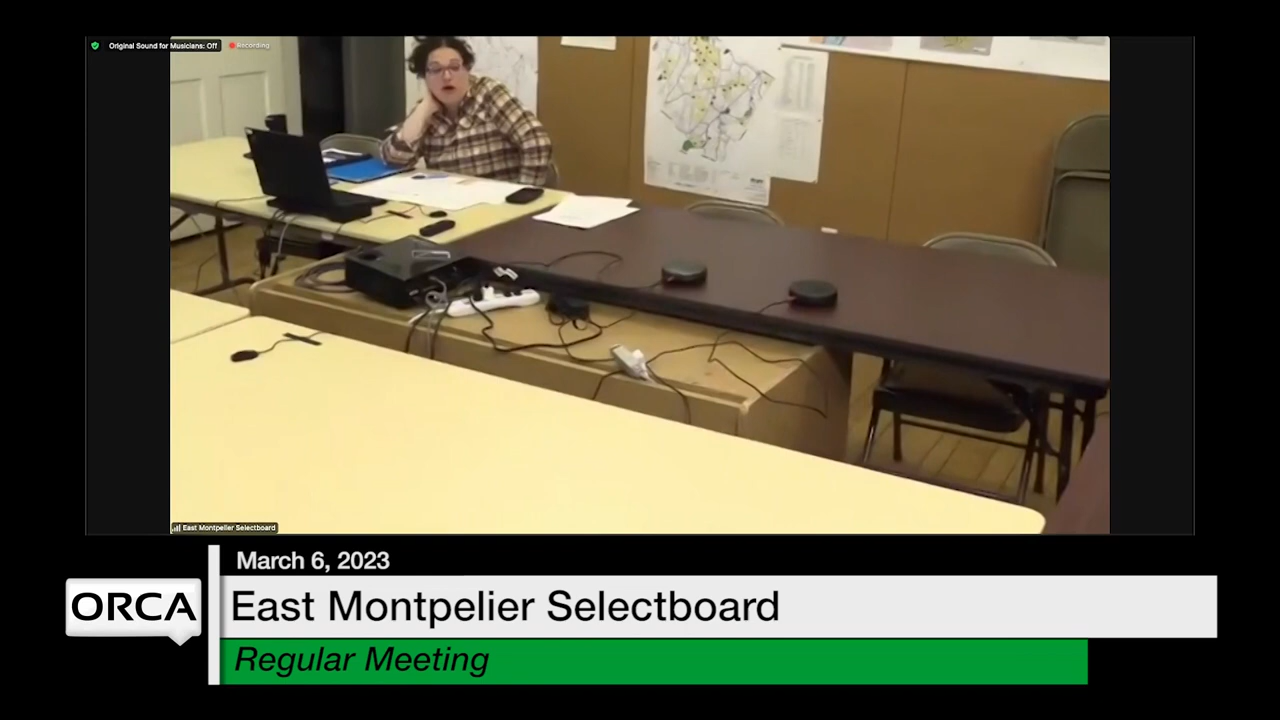 Original Sound for Musicians: Off
Recording
East Montpelier Selectboard
March 6, 2023
ORCA
East Montpelier Selectboard
Regular Meeting